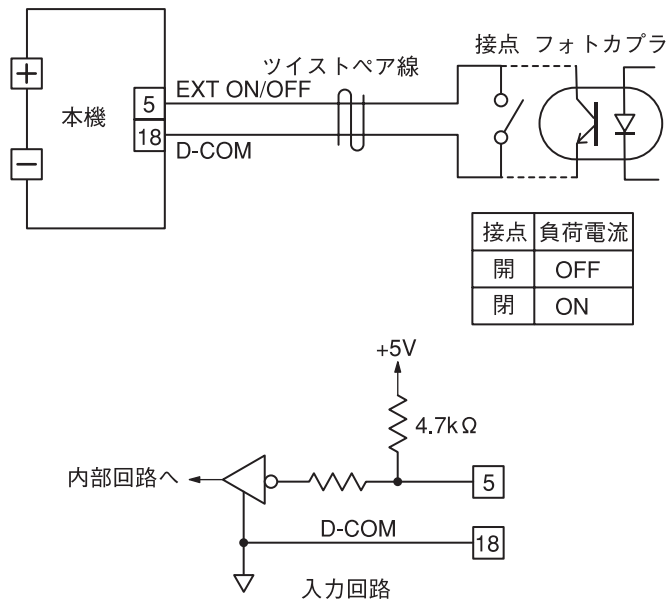 接点 フォトカプラ
ツイストペア線
＋
本機
5
EXT ON/OFF
18
D-COM
－
接点 負荷電流
開 OFF
閉 ON
+5V
4.7kΩ
内部回路へ
5
D-COM
18
入力回路